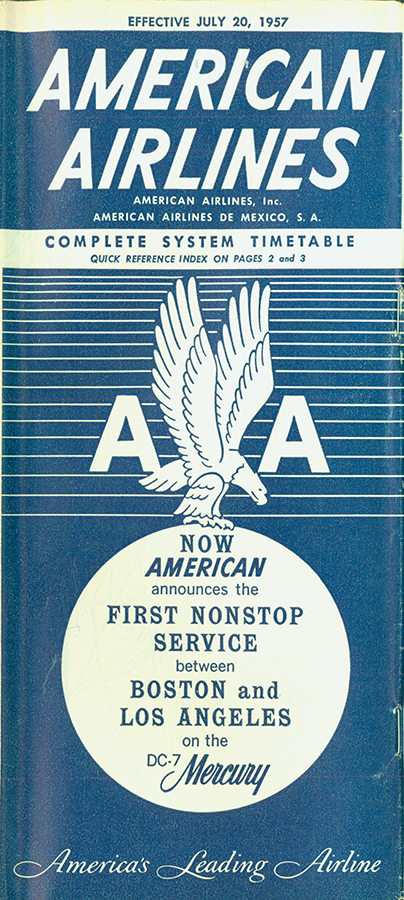 EFFECTIVE JULY 20, 1957
AMERICAN
AIRLINES
AMERICAN AIRLINES, Inc.
AMERICAN AIRLINES DE MEXICO, S. A.
COMPLETE SYSTEM TIMETABLE
QUICK REFERENCE INDEX ON PAGES 2 and 3
A A
NOW
AMERICAN
announces the
FIRST NONSTOP
SERVICE
between
BOSTON and
LOS ANGELES
on the
DC-7 Mercury
America's Leading Airline